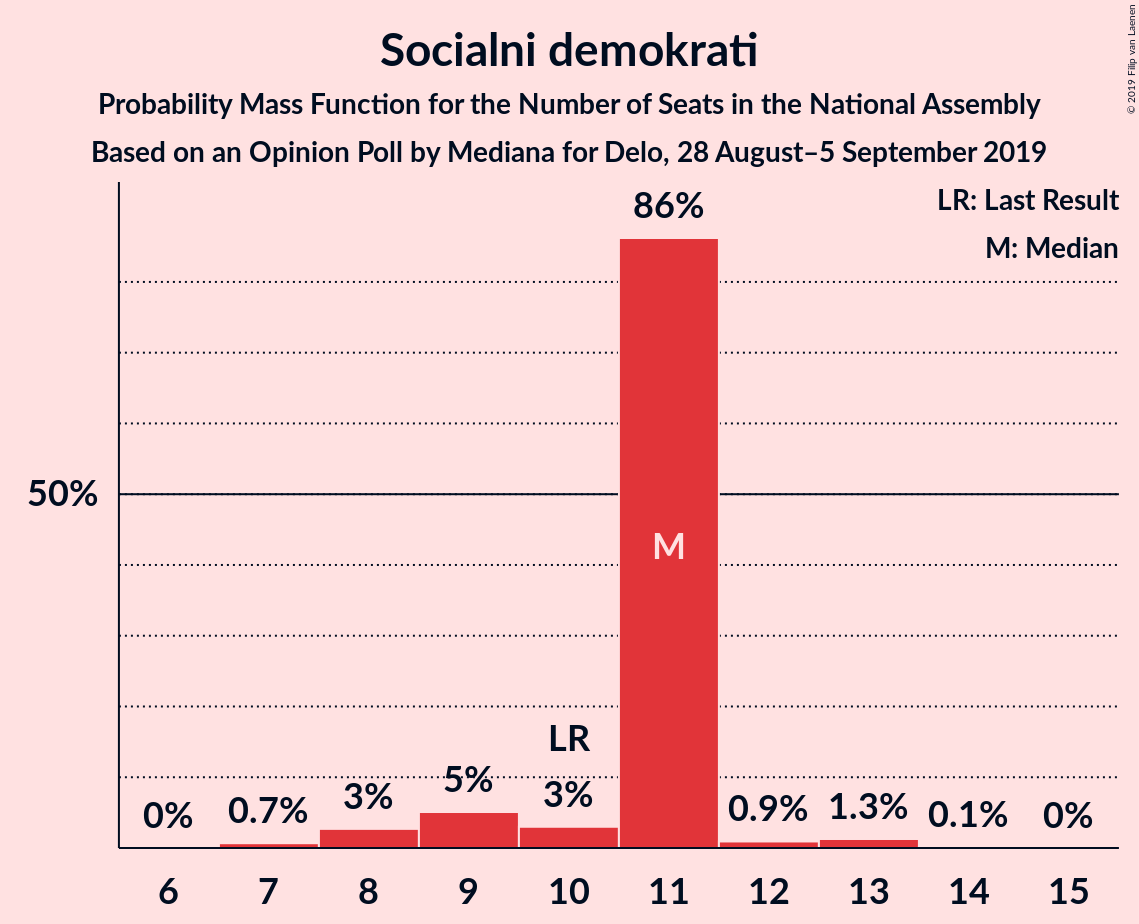 Socialni demokrati
Probability Mass Function for the Number of Seats in the National Assembly
Based on an Opinion Poll by Mediana for Delo, 28 August–5 September 2019
© 2019 Filip van Laenen
LR: Last Result
M: Median
86%
50%
M
LR
0% 0.7% 3% 5% 3% 0.9% 1.3% 0.1% 0%
6 7 8 9 10 11 12 13 14 15